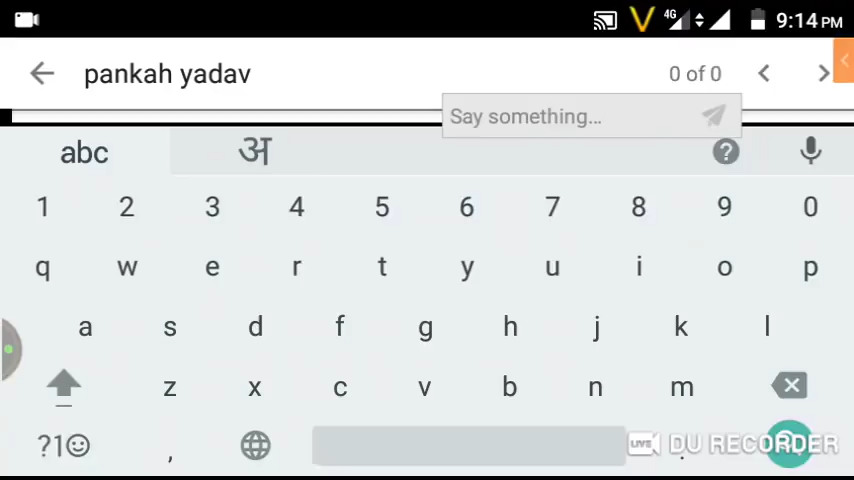 4G 9:14 PM
pankah yadav 0 of 0
Say something...
abc अ ?
1 2 3 4 5 6 7 8 9 0
q w e r t y u i o p
a s d f g h j k l
z x c v b n m
?1 , .
LIVE DU RECORDER